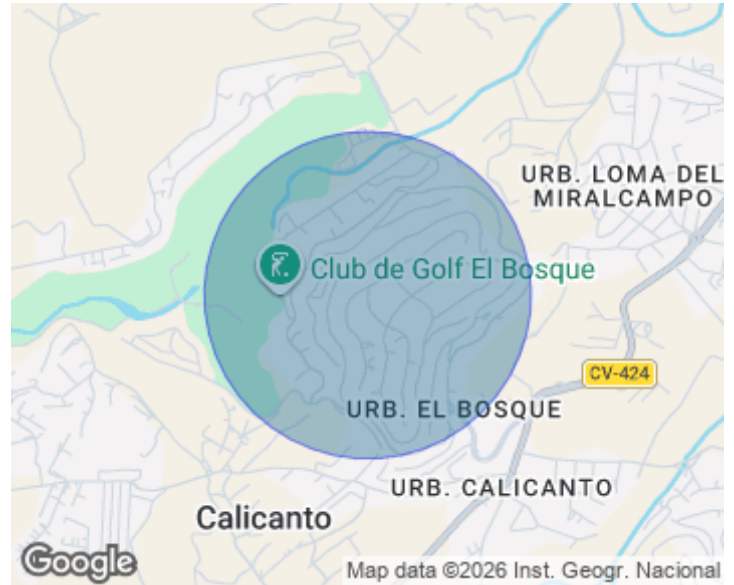 URB. LOMA DEL
MIRALCAMPO
Club de Golf El Bosque
CV-424
URB. EL BOSQUE
URB. CALICANTO
Calicanto
Google
Map data ©2026 Inst. Geogr. Nacional